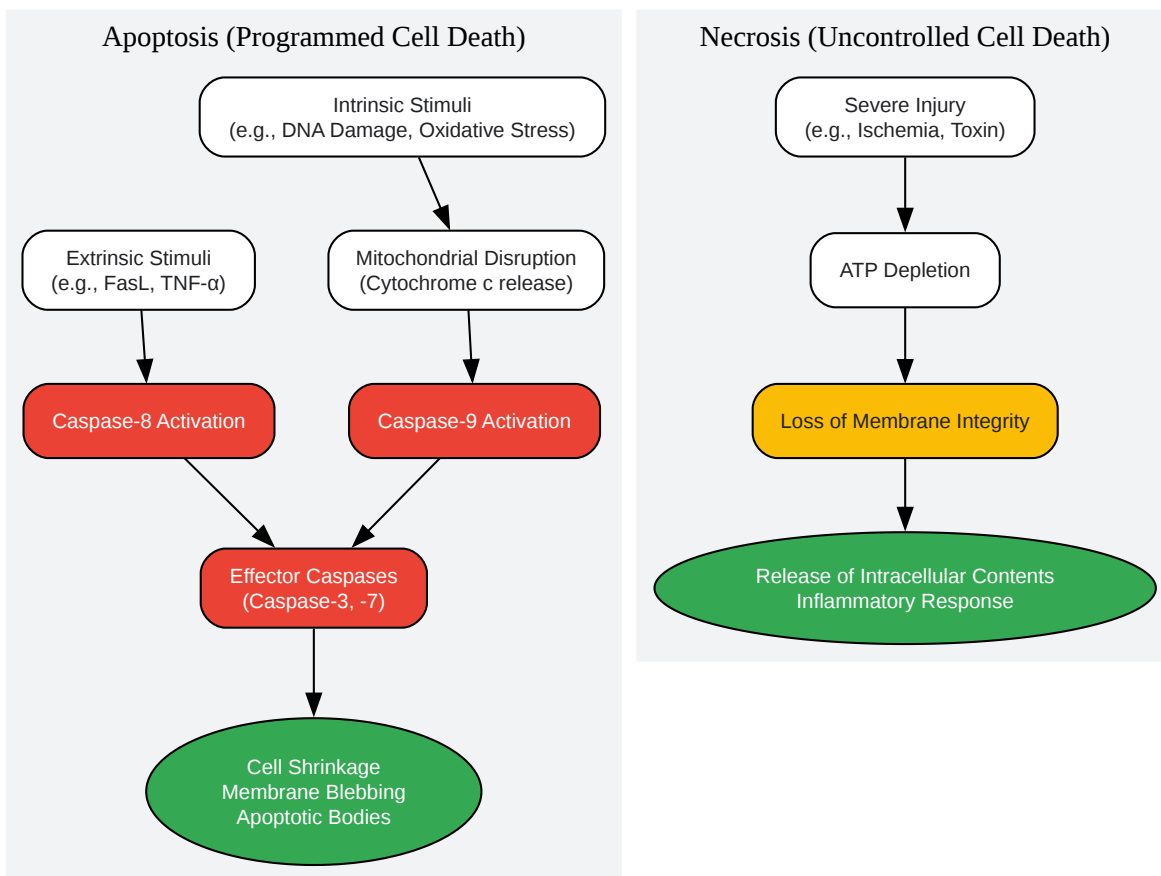 Apoptosis (Programmed Cell Death)
Intrinsic Stimuli
(e.g., DNA Damage, Oxidative Stress)
Extrinsic Stimuli
(e.g., FasL, TNF-α)
Mitochondrial Disruption
(Cytochrome c release)
Caspase-8 Activation
Caspase-9 Activation
Effector Caspases
(Caspase-3, -7)
Cell Shrinkage
Membrane Blebbing
Apoptotic Bodies
Necrosis (Uncontrolled Cell Death)
Severe Injury
(e.g., Ischemia, Toxin)
ATP Depletion
Loss of Membrane Integrity
Release of Intracellular Contents
Inflammatory Response